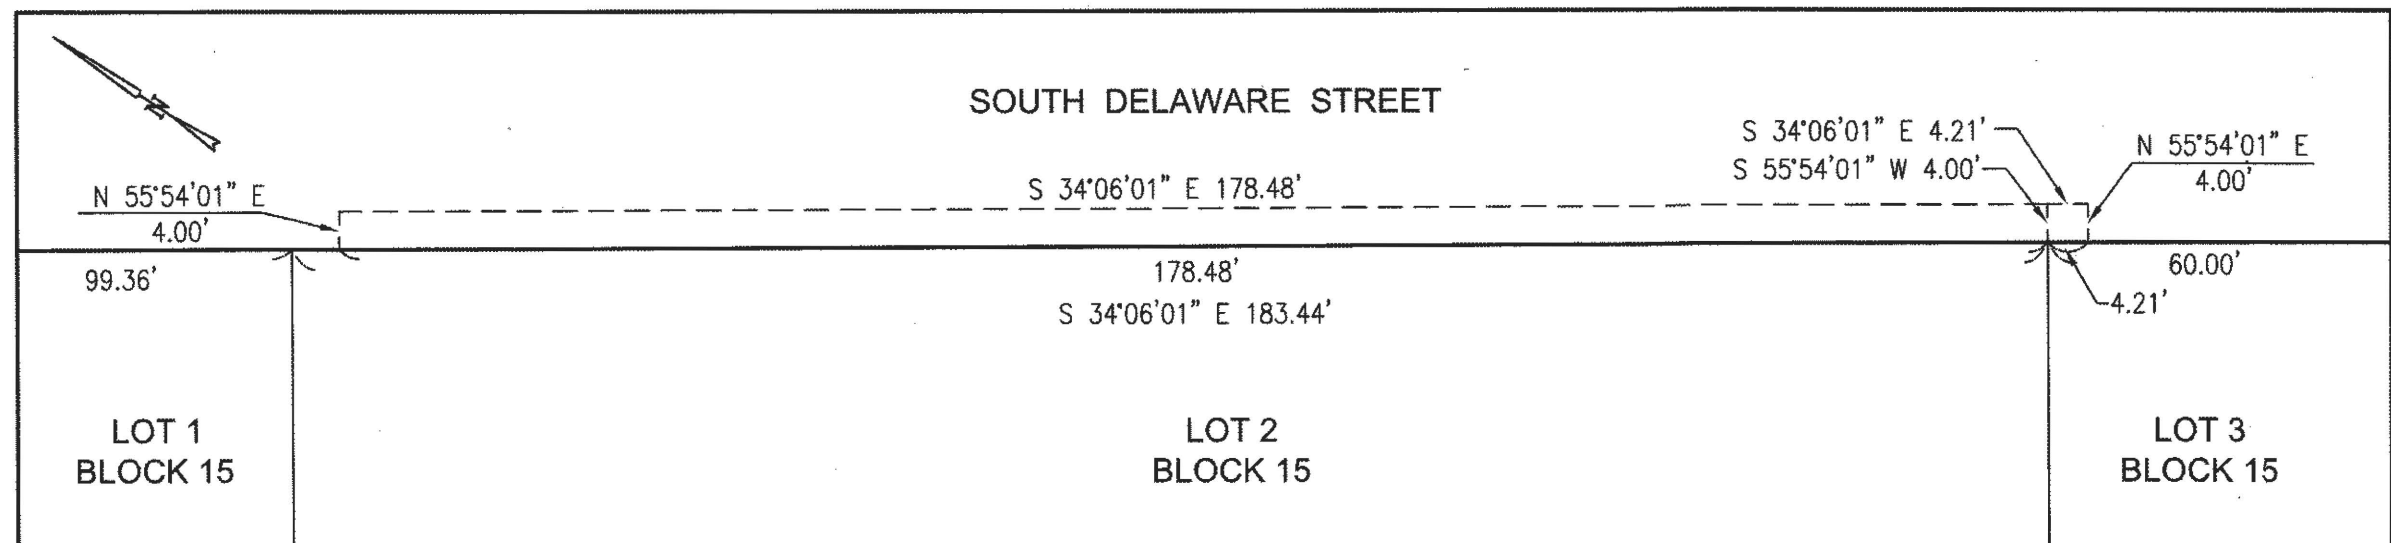 N
SOUTH DELAWARE STREET
S 34°06'01" E 4.21'
S 55°54'01" W 4.00'
N 55°54'01" E
4.00'
N 55°54'01" E
4.00'
S 34°06'01" E 178.48'
99.36'
178.48'
S 34°06'01" E 183.44'
60.00'
4.21'
LOT 1
BLOCK 15
LOT 2
BLOCK 15
LOT 3
BLOCK 15